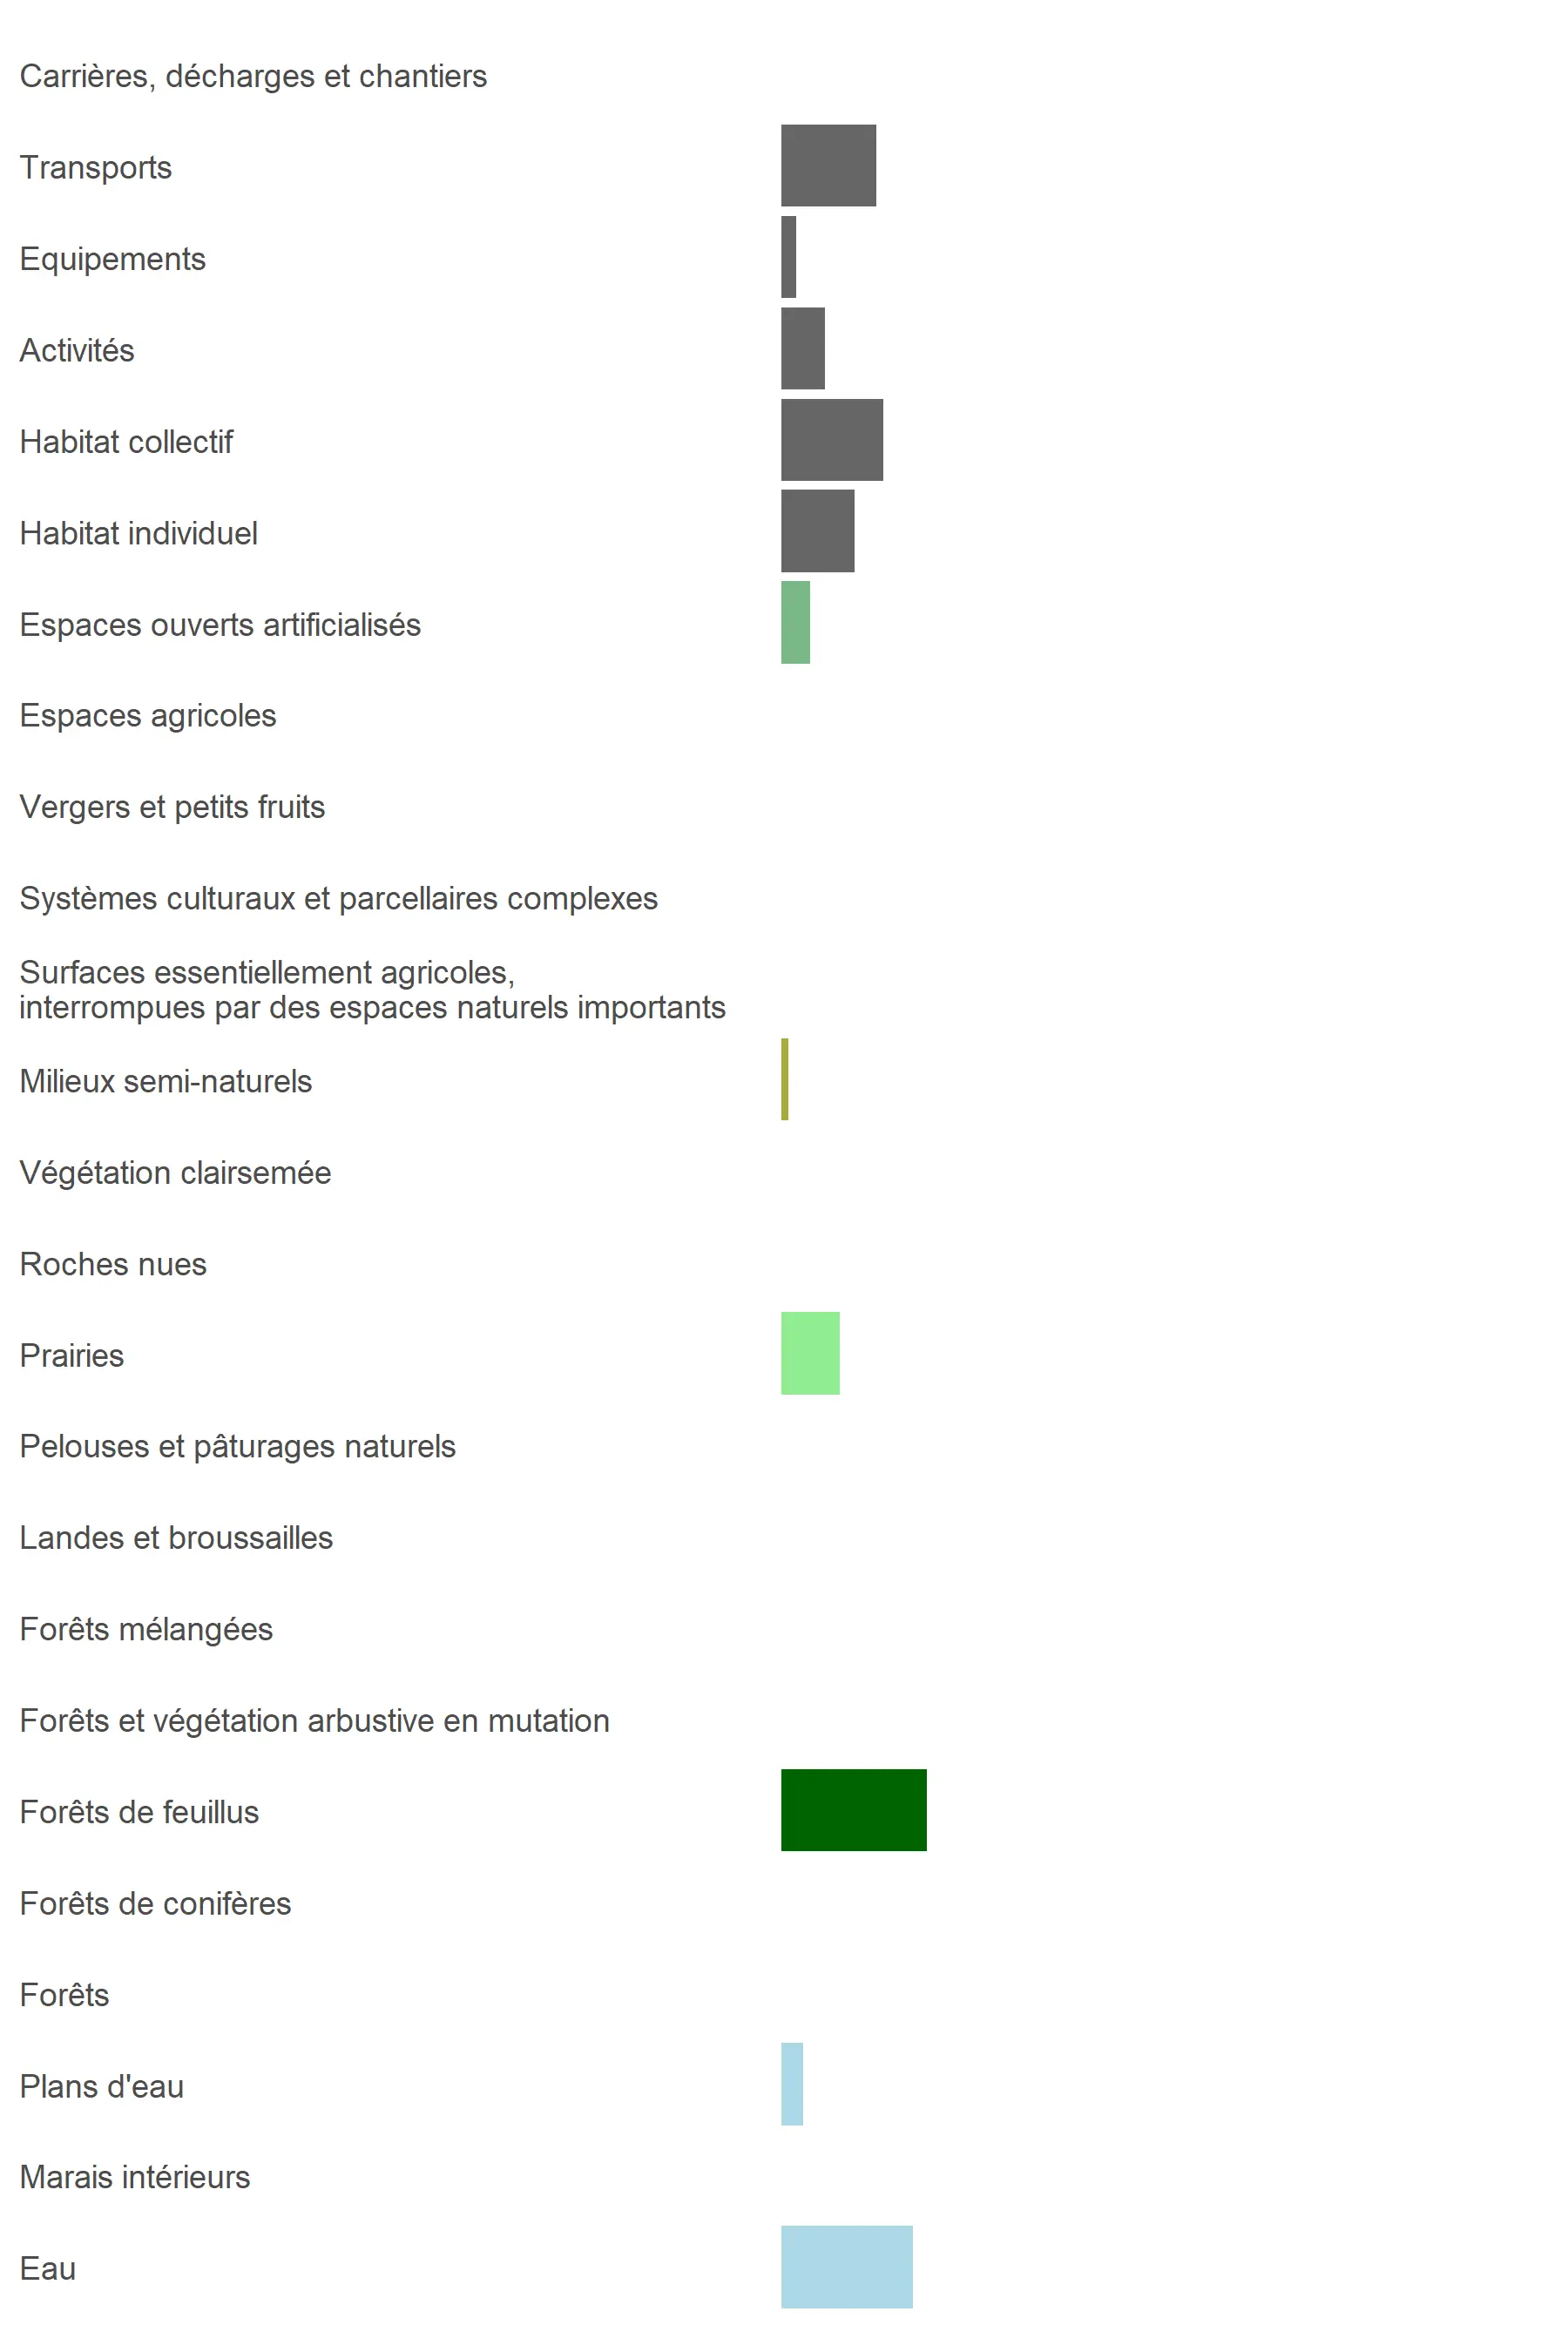 Carrières, décharges et chantiers
Transports
Equipements
Activités
Habitat collectif
Habitat individuel
Espaces ouverts artificialisés
Espaces agricoles
Vergers et petits fruits
Systèmes culturaux et parcellaires complexes
Surfaces essentiellement agricoles,
interrompues par des espaces naturels importants
Milieux semi-naturels
Végétation clairsemée
Roches nues
Prairies
Pelouses et pâturages naturels
Landes et broussailles
Forêts mélangées
Forêts et végétation arbustive en mutation
Forêts de feuillus
Forêts de conifères
Forêts
Plans d'eau
Marais intérieurs
Eau